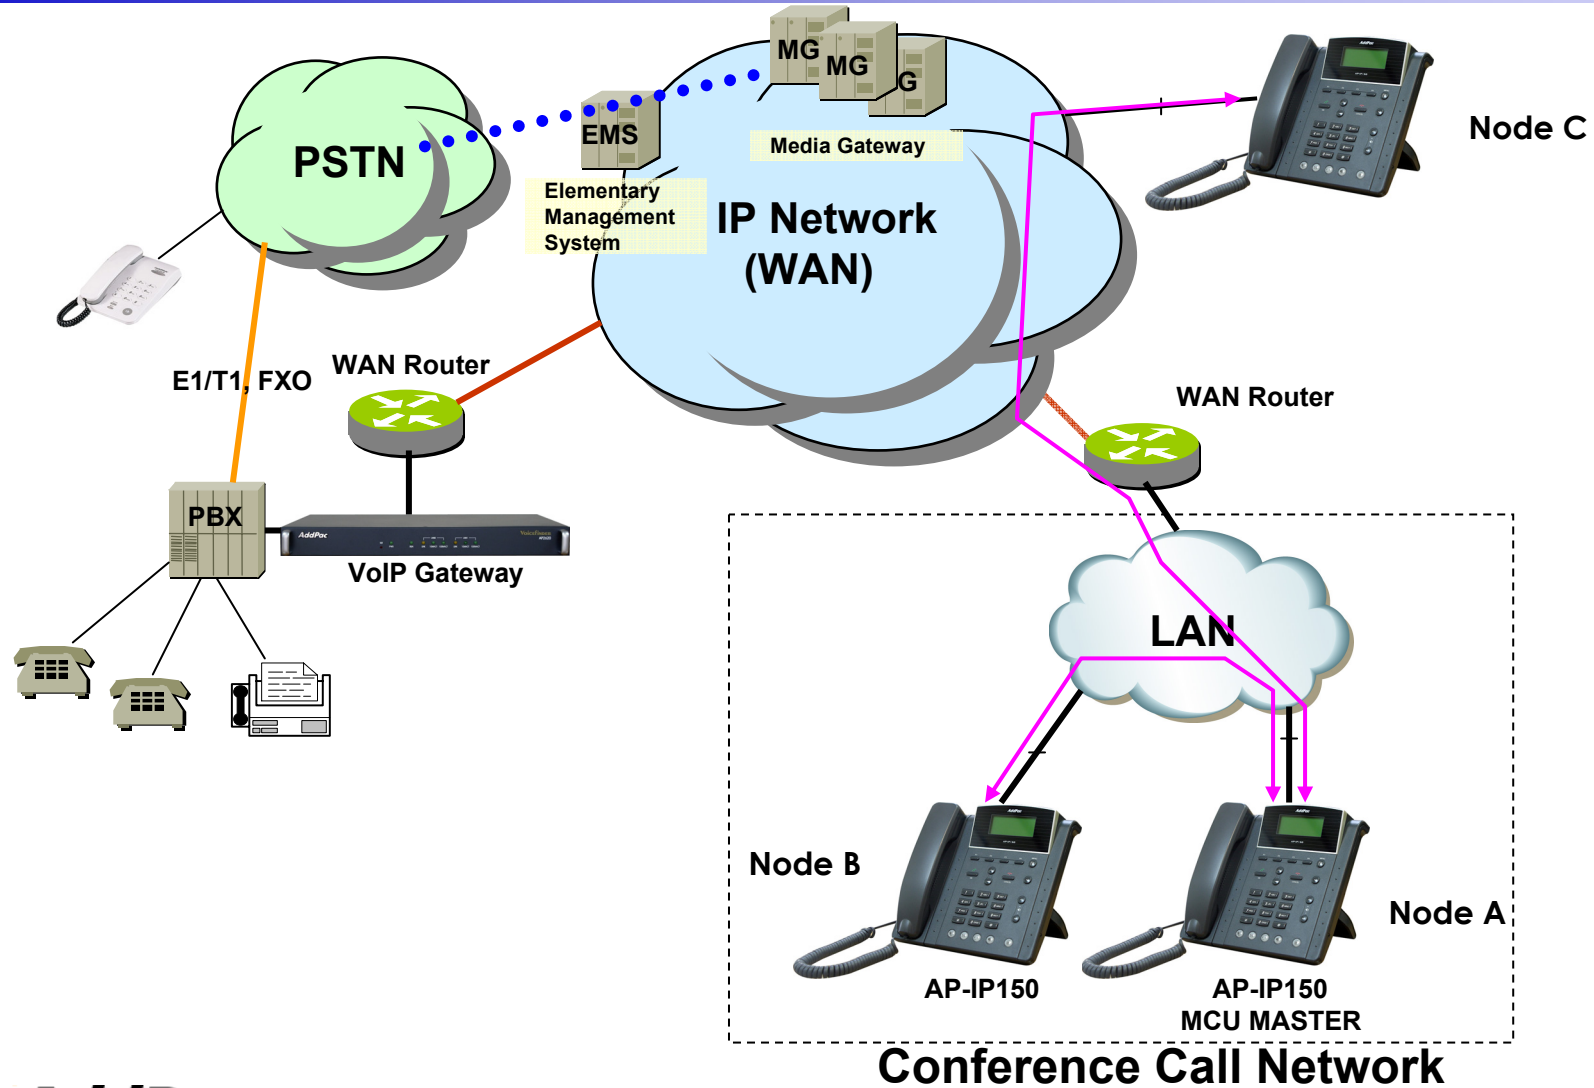 MG
MG
G
EMS
Media Gateway
PSTN
Elementary
Management
System
IP Network
(WAN)
Node C
WAN Router
E1/T1, FXO
WAN Router
PBX
AddPac
VoIP Gateway
LAN
Node B
Node A
AP-IP150
AP-IP150
MCU MASTER
Conference Call Network